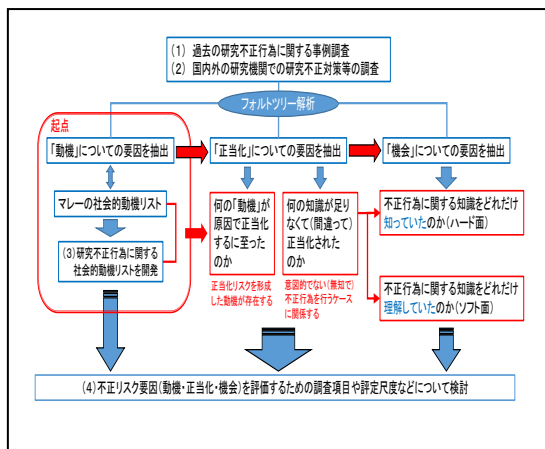 (1) 過去の研究不正行為に関する事例調査
(2) 国内外の研究機関での研究不正対策等の調査
フォルトツリー解析
起点
「動機」についての要因を抽出
「正当化」についての要因を抽出
「機会」についての要因を抽出
マレーの社会的動機リスト
(3)研究不正行為に関する
社会的動機リストを開発
何の「動機」が
原因で正当化
するに至った
のか
正当化リスクを形成
した動機が存在する
何の知識が足り
なくて(間違って)
正当化された
のか
意図的でない(無知で)
不正行為を行うケース
に関係する
不正行為に関する知識をどれだけ
知っていたのか(ハード面)
不正行為に関する知識をどれだけ
理解していたのか(ソフト面)
(4)不正リスク要因(動機・正当化・機会)を評価するための調査項目や評定尺度などについて検討